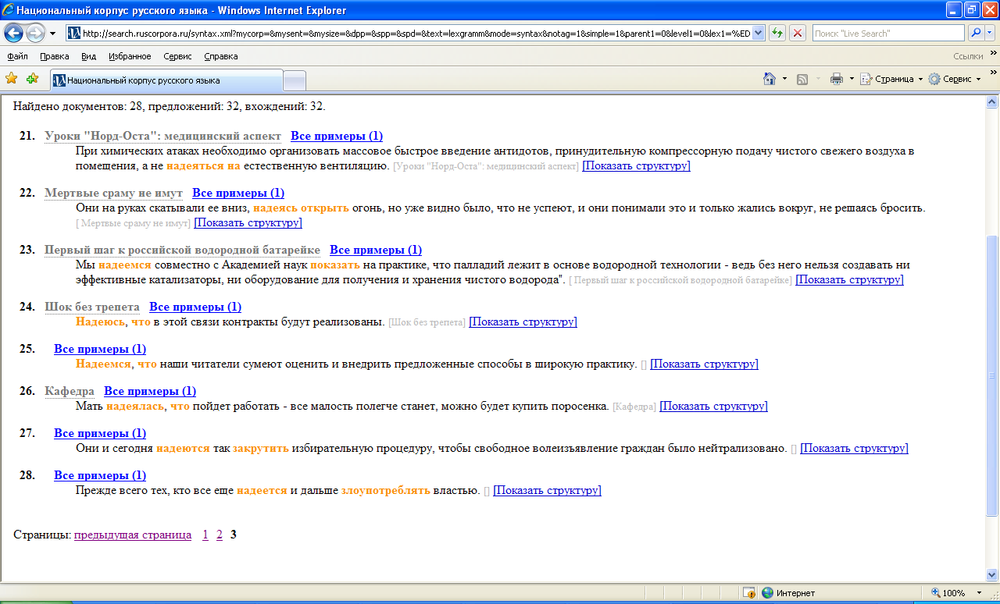 Национальный корпус русского языка - Windows Internet Explorer
http://search.ruscorpora.ru/syntax.xml?mycorp=&mysent=&mysize=&dpp=&spp=&spd=&text=lexgramm&mode=syntax&notag=1&simple=1&parent1=0&level1=0&lex1=%ED
Поиск "Live Search"
Файл Правка Вид Избранное Сервис Справка
Ссылки »
Национальный корпус русского языка
Страница Сервис »
Найдено документов: 28, предложений: 32, вхождений: 32.
21. Уроки "Норд-Оста": медицинский аспект Все примеры (1)
При химических атаках необходимо организовать массовое быстрое введение антидотов, принудительную компрессорную подачу чистого свежего воздуха в
помещения, а не надеяться на естественную вентиляцию. [Уроки "Норд-Оста": медицинский аспект] [Показать структуру]
22. Мертвые сраму не имут Все примеры (1)
Они на руках скатывали ее вниз, надеясь открыть огонь, но уже видно было, что не успеют, и они понимали это и только жались вокруг, не решаясь бросить.
[ Мертвые сраму не имут] [Показать структуру]
23. Первый шаг к российской водородной батарейке Все примеры (1)
Мы надеемся совместно с Академией наук показать на практике, что палладий лежит в основе водородной технологии - ведь без него нельзя создавать ни
эффективные катализаторы, ни оборудование для получения и хранения чистого водорода". [ Первый шаг к российской водородной батарейке] [Показать структуру]
24. Шок без трепета Все примеры (1)
Надеюсь, что в этой связи контракты будут реализованы. [Шок без трепета] [Показать структуру]
25. Все примеры (1)
Надеемся, что наши читатели сумеют оценить и внедрить предложенные способы в широкую практику. [] [Показать структуру]
26. Кафедра Все примеры (1)
Мать надеялась, что пойдет работать - все малость полегче станет, можно будет купить поросенка. [Кафедра] [Показать структуру]
27. Все примеры (1)
Они и сегодня надеются так закрутить избирательную процедуру, чтобы свободное волеизъявление граждан было нейтрализовано. [] [Показать структуру]
28. Все примеры (1)
Прежде всего тех, кто все еще надеется и дальше злоупотреблять властью. [] [Показать структуру]
Страницы: предыдущая страница 1 2 3
Интернет 100%